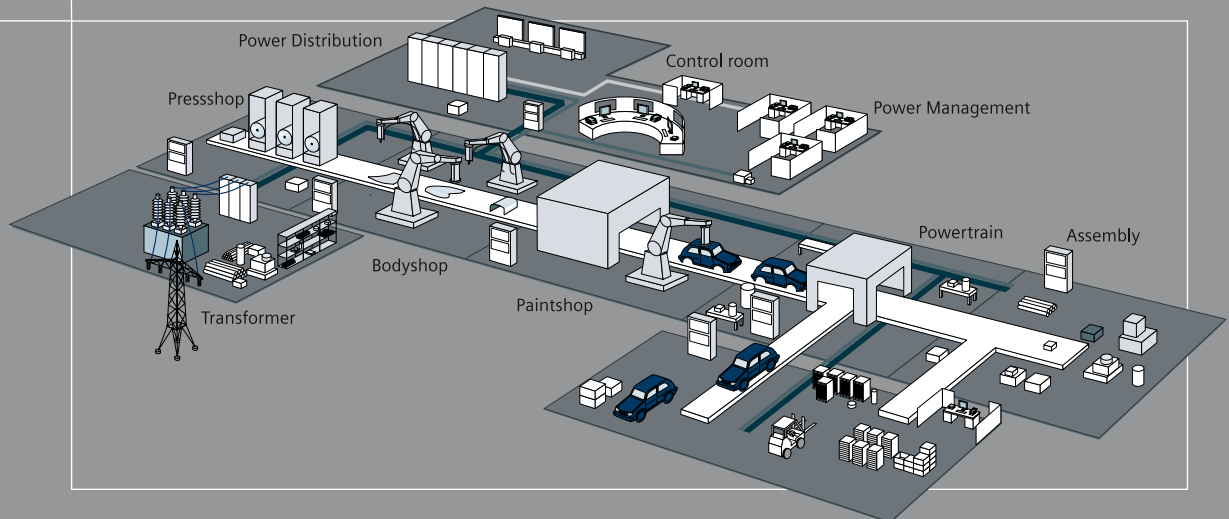 Power Distribution
Control room
Pressshop
Power Management
Powertrain
Assembly
Bodyshop
Paintshop
Transformer